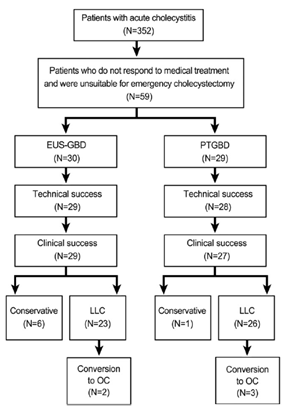 Patients with acute cholecystitis
(N=352)
Patients who do not respond to medical treatment
and were unsuitable for emergency cholecystectomy
(N=59)
EUS-GBD
(N=30)
PTGBD
(N=29)
Technical success
(N=29)
Technical success
(N=28)
Clinical success
(N=29)
Clinical success
(N=27)
Conservative
(N=6)
LLC
(N=23)
Conservative
(N=1)
LLC
(N=26)
Conversion
to OC
(N=2)
Conversion
to OC
(N=3)